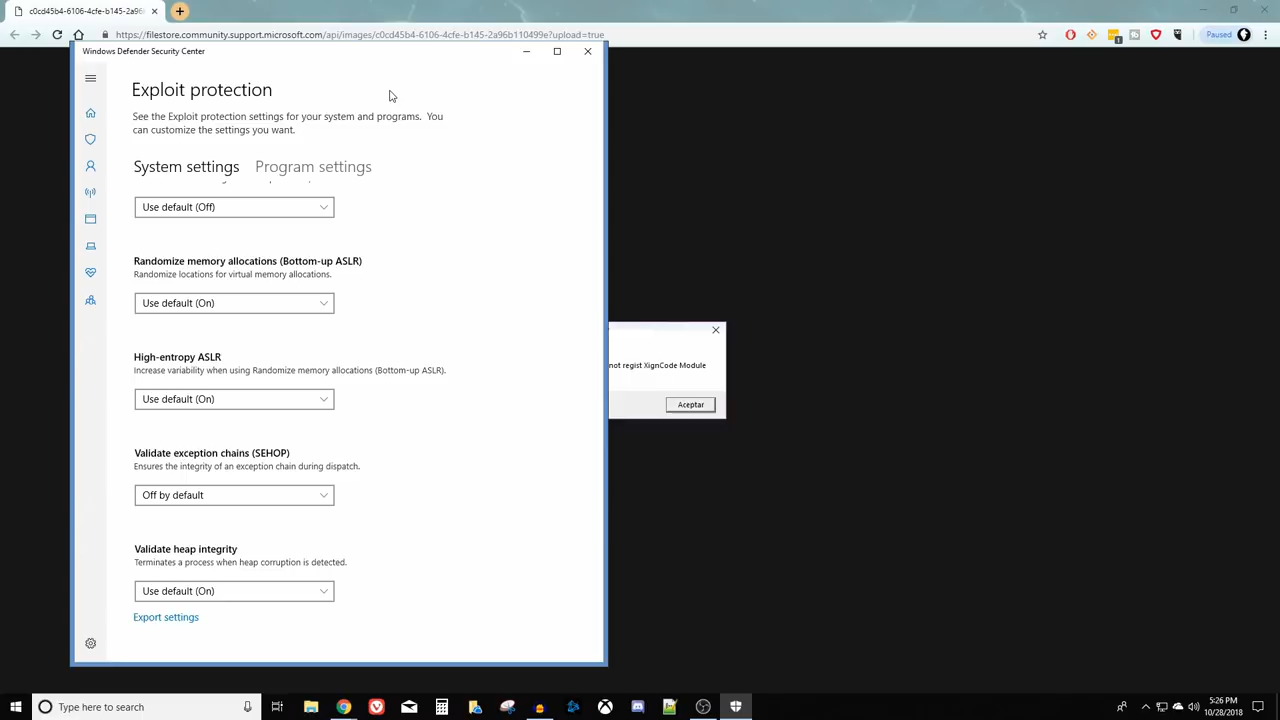 c0cd45b4-6106-4cfe-b145-2a96b
https://filestore.community.support.microsoft.com/api/images/c0cd45b4-6106-4cfe-b145-2a96b110499e?upload=true
1
Paused
Windows Defender Security Center
Exploit protection
See the Exploit protection settings for your system and programs. You
can customize the settings you want.
System settings
Program settings
Use default (Off)
Randomize memory allocations (Bottom-up ASLR)
Randomize locations for virtual memory allocations.
Use default (On)
High-entropy ASLR
Increase variability when using Randomize memory allocations (Bottom-up ASLR).
Use default (On)
Validate exception chains (SEHOP)
Ensures the integrity of an exception chain during dispatch.
Off by default
Validate heap integrity
Terminates a process when heap corruption is detected.
Use default (On)
Export settings
not regist XignCode Module
Aceptar
Type here to search
5:26 PM
10/28/2018